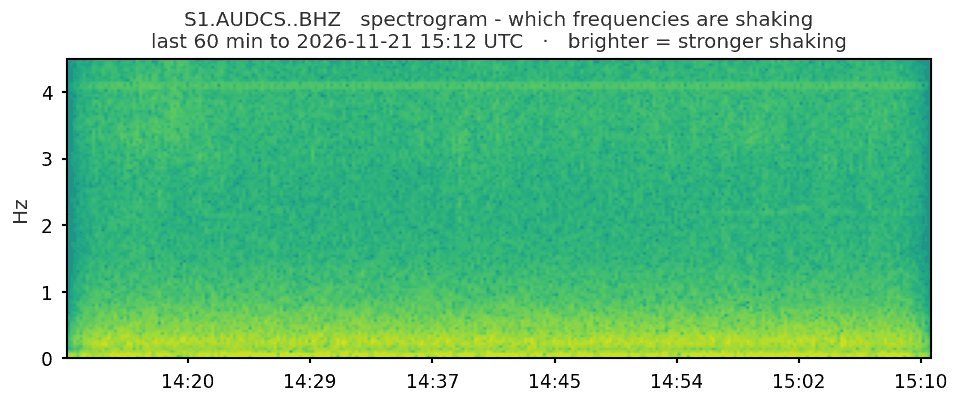 S1.AUDCS..BHZ   spectrogram - which frequencies are shaking
last 60 min to 2026-11-21 15:12 UTC   ·   brighter = stronger shaking
4
3
Hz
2
1
0
14:20 14:29 14:37 14:45 14:54 15:02 15:10